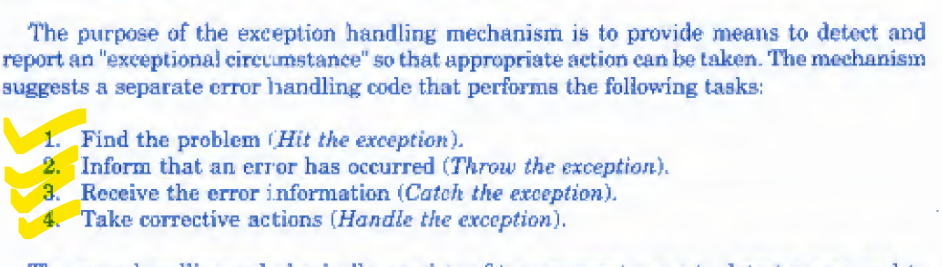 The purpose of the exception handling mechanism is to provide means to detect and
report an "exceptional circumstance" so that appropriate action can be taken. The mechanism
suggests a separate error handling code that performs the following tasks:
1. Find the problem (Hit the exception).
2. Inform that an error has occurred (Throw the exception).
3. Receive the error information (Catch the exception).
4. Take corrective actions (Handle the exception).